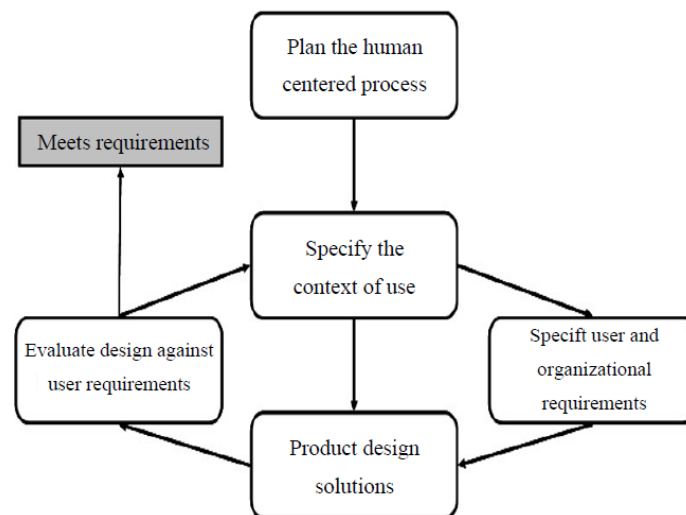 Plan the human
centered process
Meets requirements
Specify the
context of use
Evaluate design against
user requirements
Specift user and
organizational
requirements
Product design
solutions